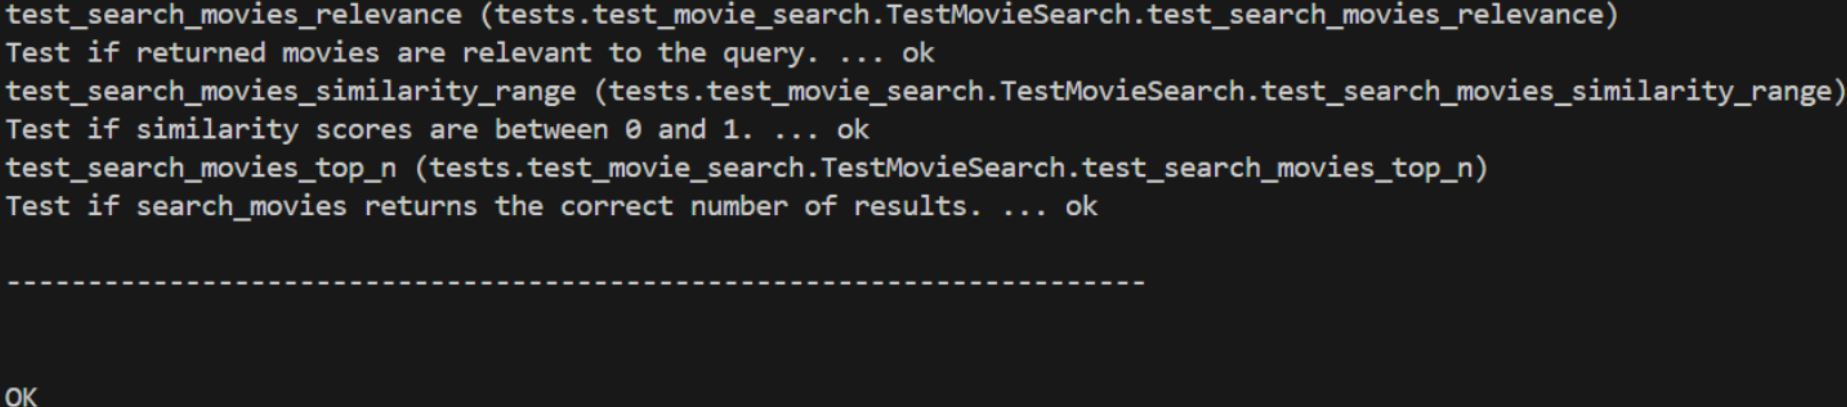 test_search_movies_relevance (tests.test_movie_search.TestMovieSearch.test_search_movies_relevance)
Test if returned movies are relevant to the query. ... ok
test_search_movies_similarity_range (tests.test_movie_search.TestMovieSearch.test_search_movies_similarity_range)
Test if similarity scores are between 0 and 1. ... ok
test_search_movies_top_n (tests.test_movie_search.TestMovieSearch.test_search_movies_top_n)
Test if search_movies returns the correct number of results. ... ok
----------------------------------------------------------------------
OK